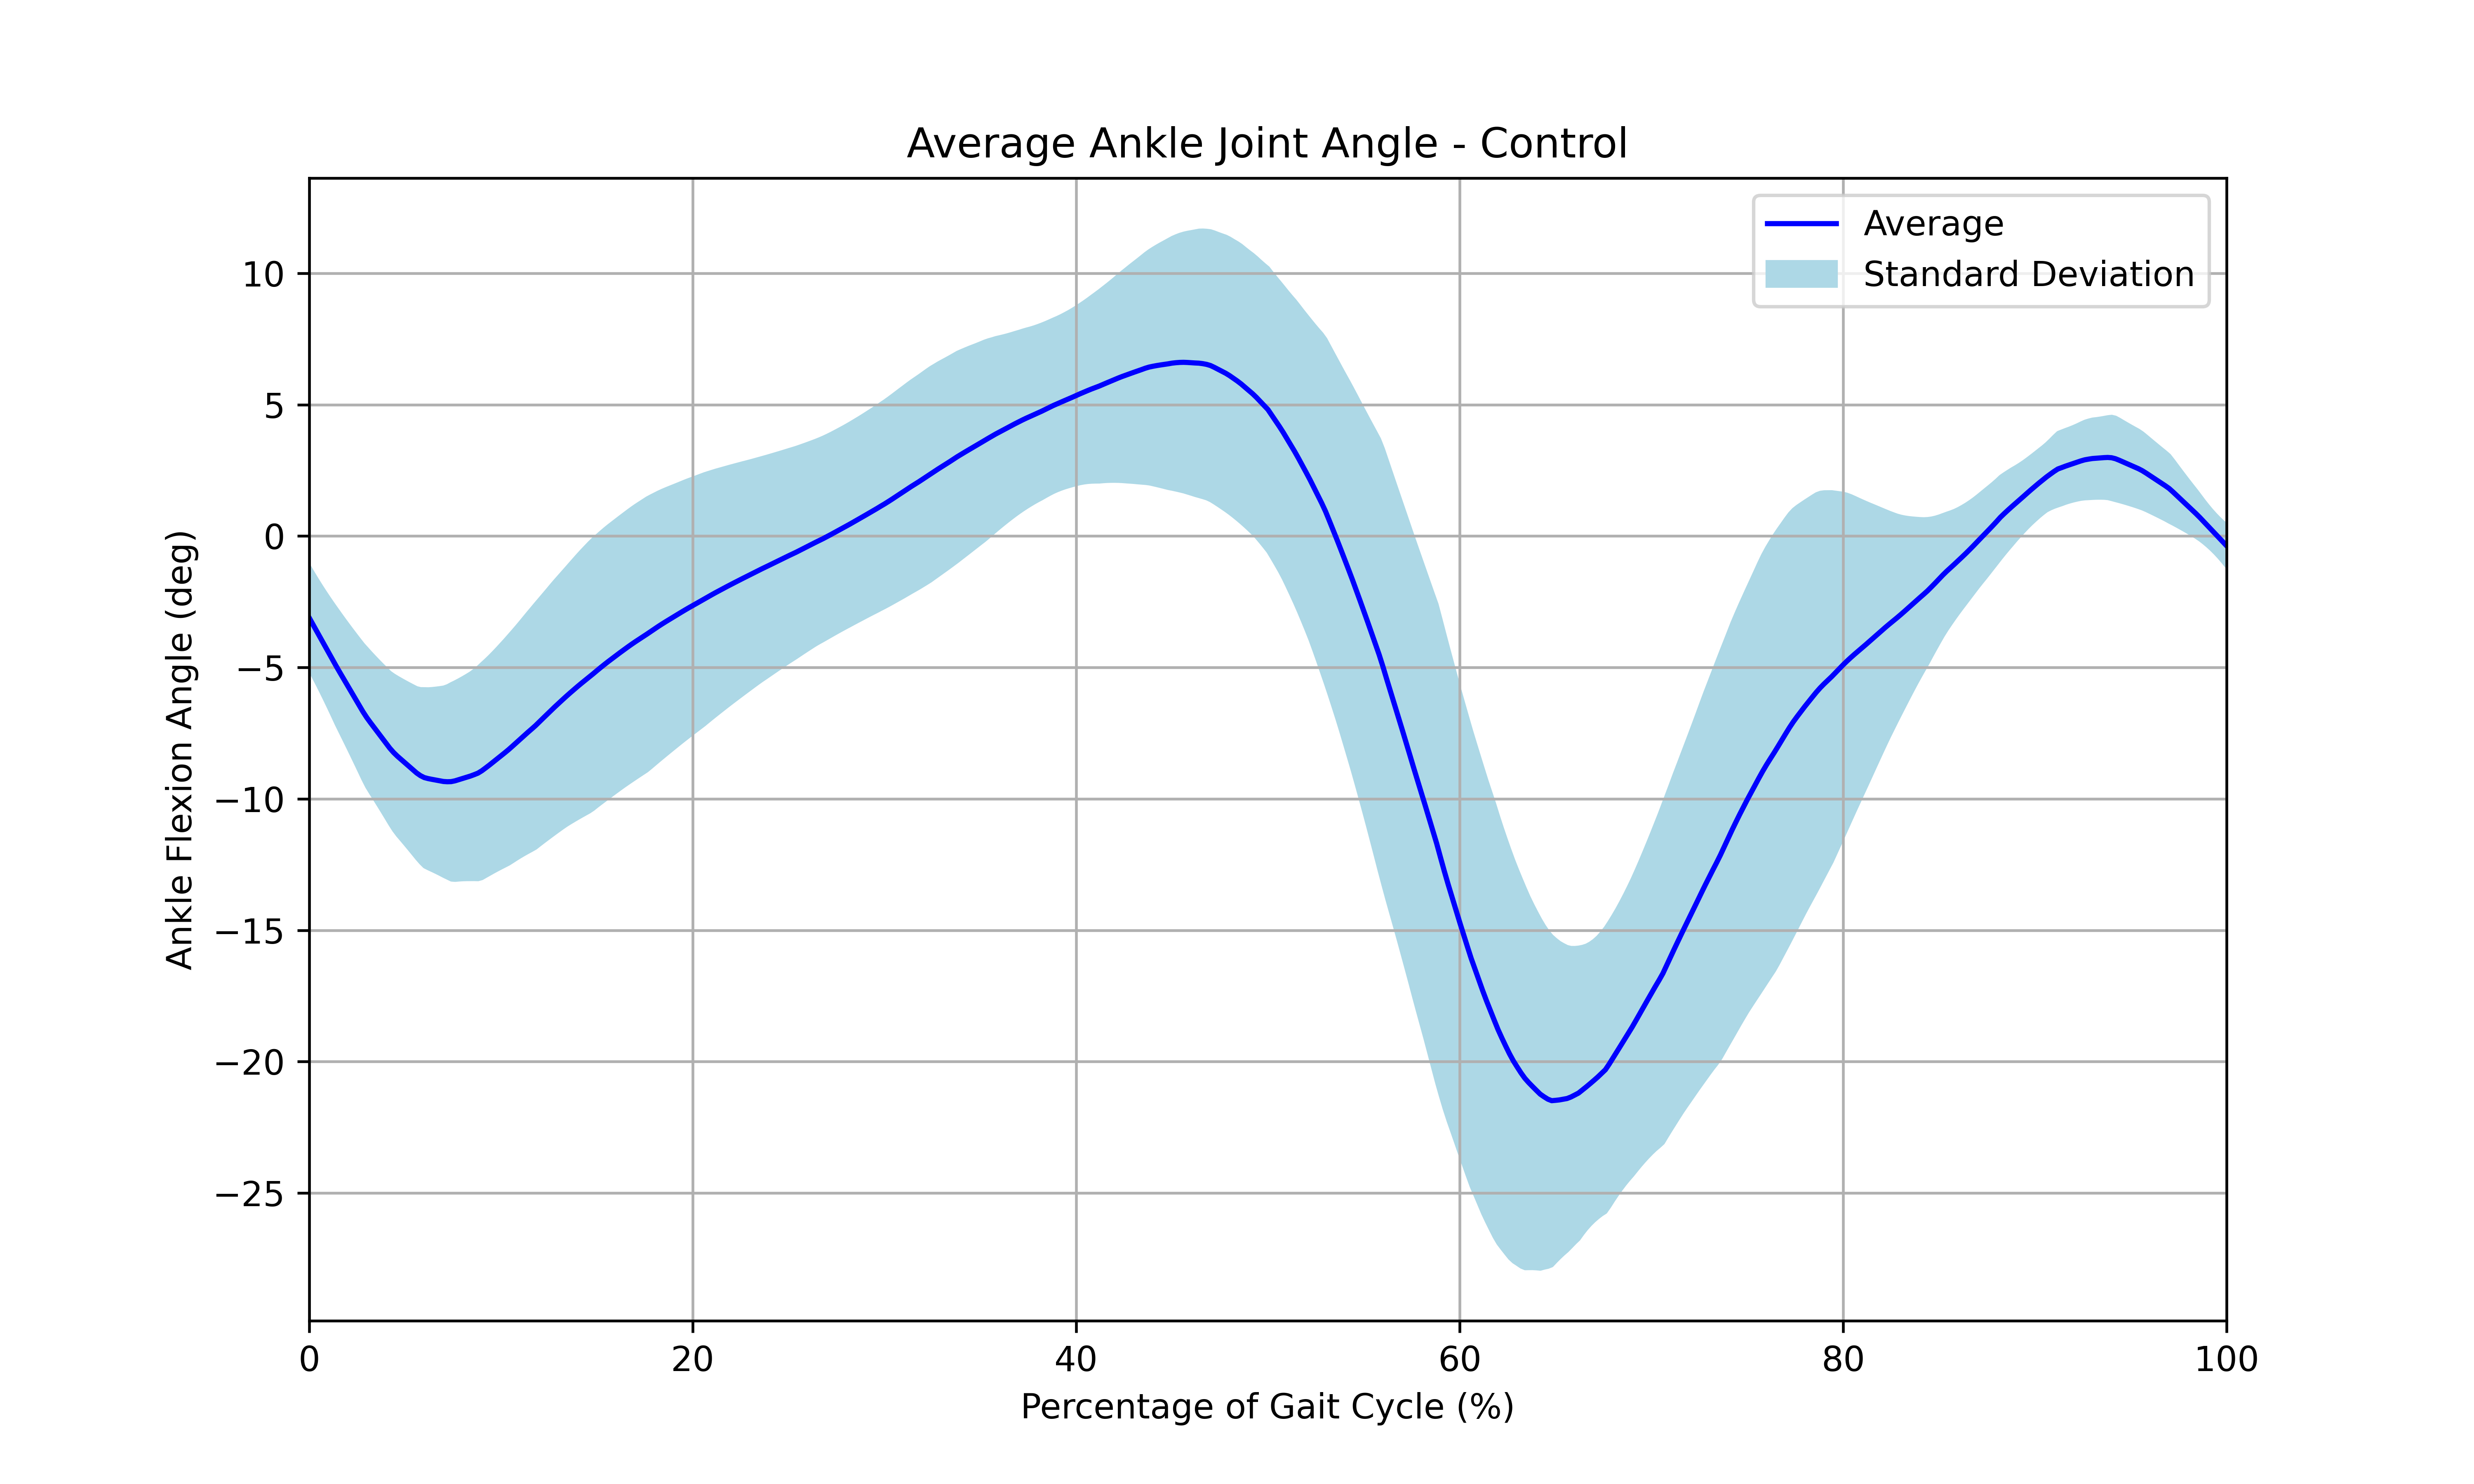 Average Ankle Joint Angle - Control
Average
Standard Deviation
Ankle Flexion Angle (deg)
10
5
0
−5
−10
−15
−20
−25
0
20
40
60
80
100
Percentage of Gait Cycle (%)